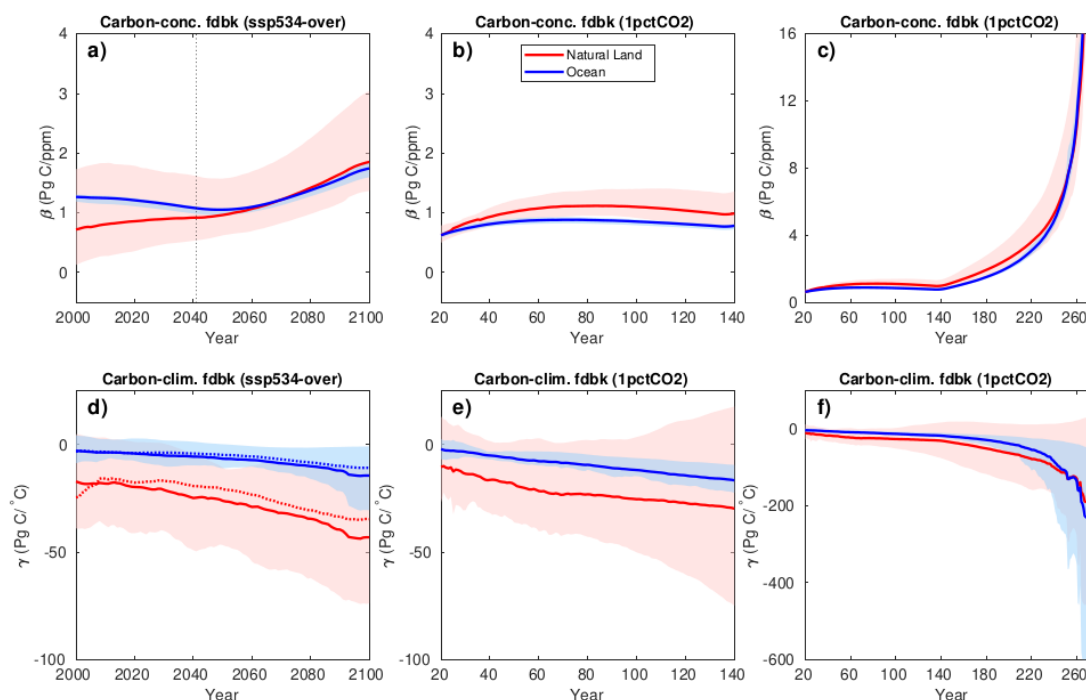 Carbon-conc. fdbk (ssp534-over)
a)
4
3
2
1
0
β (Pg C/ppm)
2000 2020 2040 2060 2080 2100
Year
Carbon-conc. fdbk (1pctCO2)
b)
Natural Land
Ocean
4
3
2
1
0
β (Pg C/ppm)
20 40 60 80 100 120 140
Year
Carbon-conc. fdbk (1pctCO2)
c)
16
12
8
4
0
β (Pg C/ppm)
20 60 100 140 180 220 260
Year
Carbon-clim. fdbk (ssp534-over)
d)
0
-50
-100
γ (Pg C/ °C)
2000 2020 2040 2060 2080 2100
Year
Carbon-clim. fdbk (1pctCO2)
e)
0
-50
-100
γ (Pg C/ °C)
20 40 60 80 100 120 140
Year
Carbon-clim. fdbk (1pctCO2)
f)
0
-200
-400
-600
γ (Pg C/ °C)
20 60 100 140 180 220 260
Year